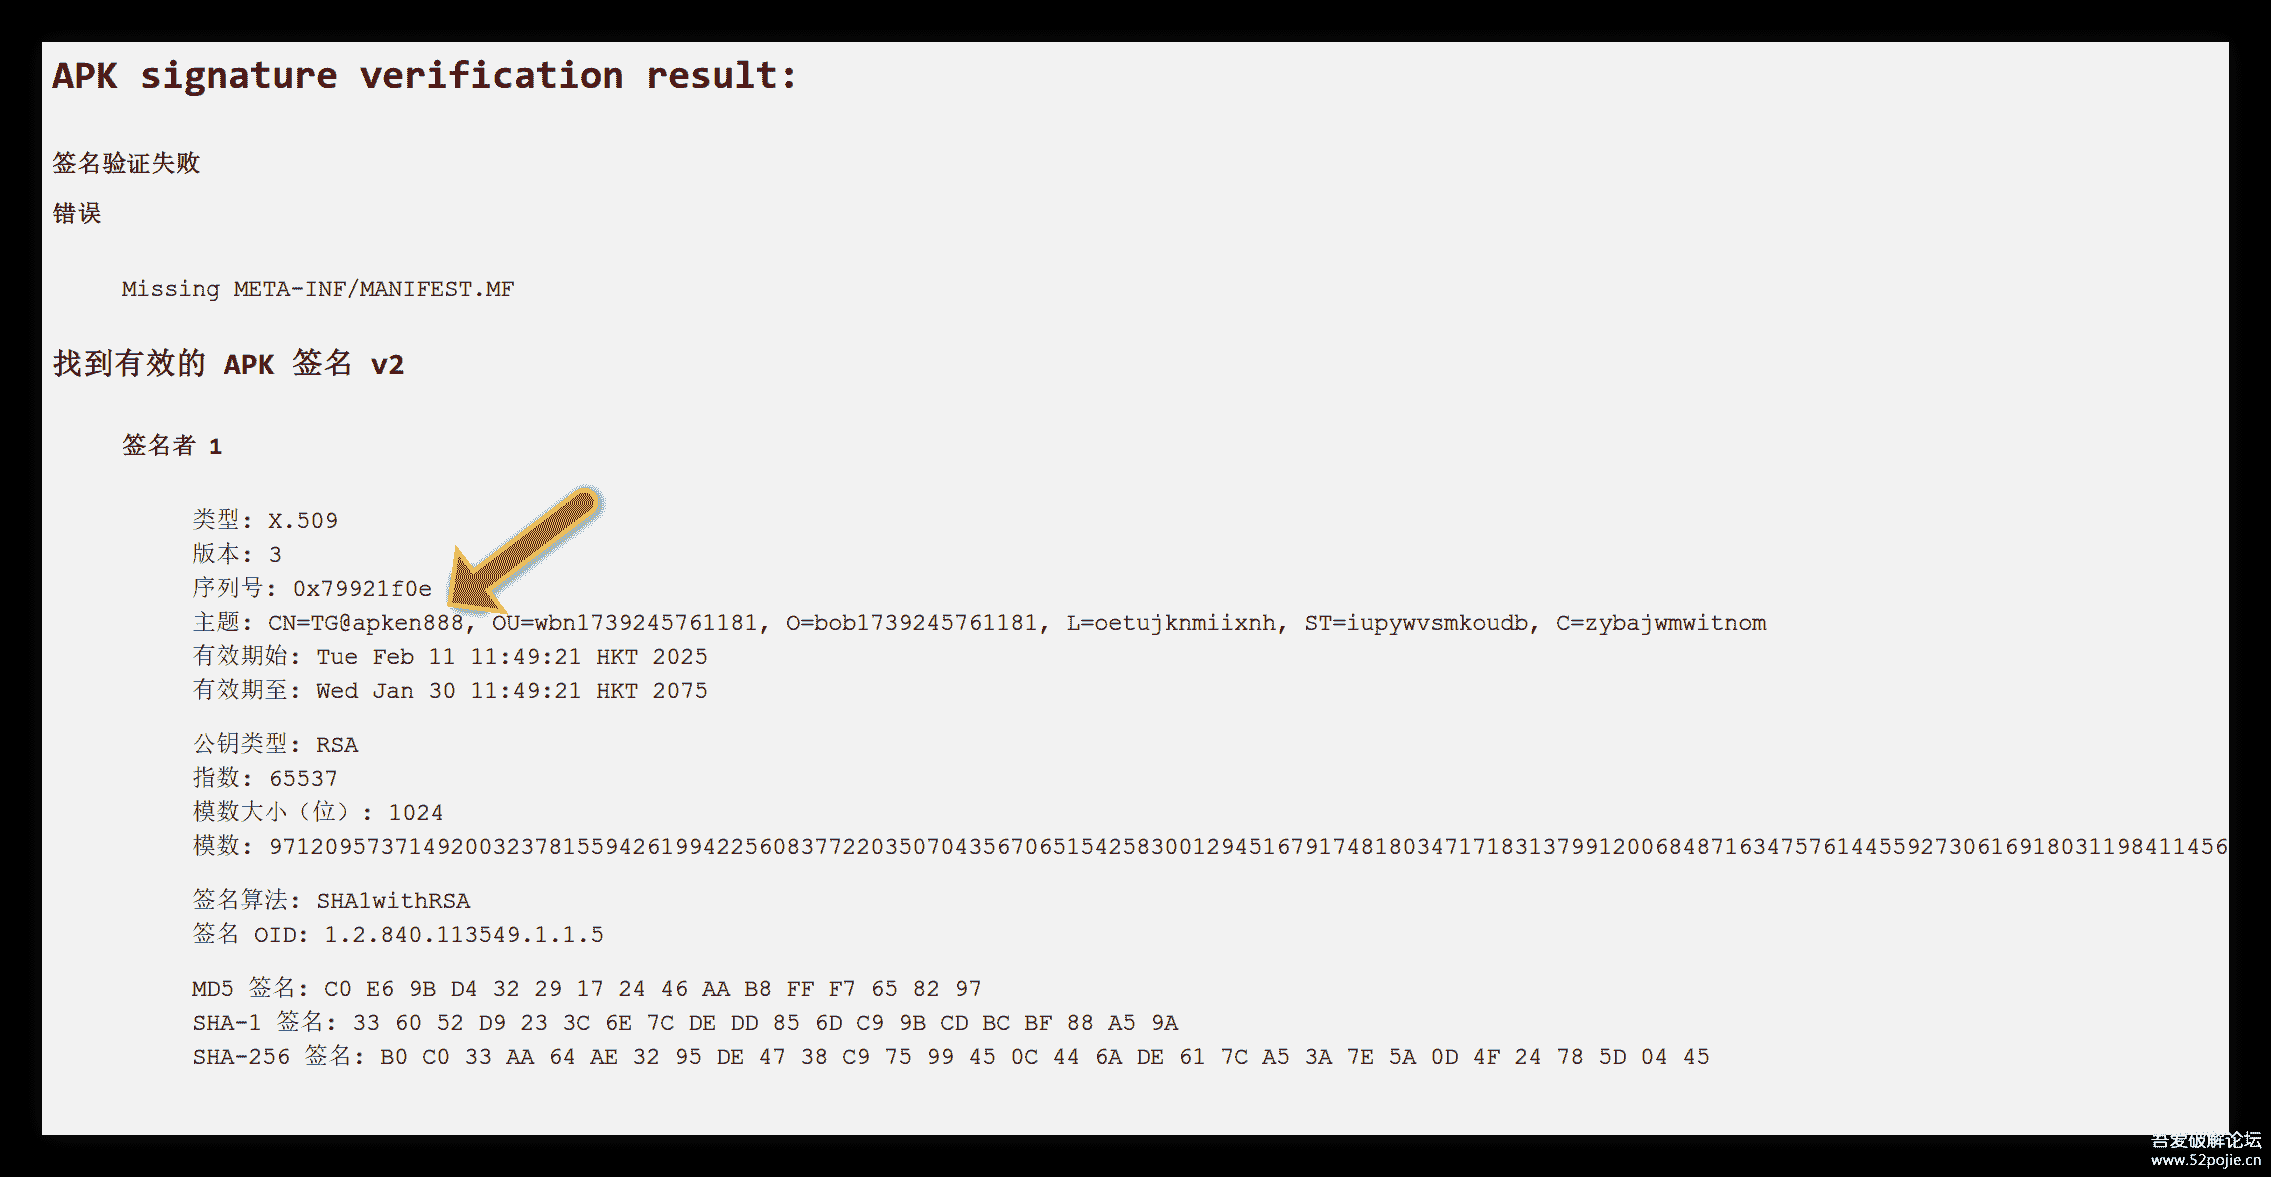 APK signature verification result:
签名验证失败
错误
Missing META-INF/MANIFEST.MF
找到有效的 APK 签名 v2
签名者 1
类型: X.509
版本: 3
序列号: 0x79921f0e
主题: CN=TG@apken888, OU=wbn1739245761181, O=bob1739245761181, L=oetujknmiixnh, ST=iupywvsmkoudb, C=zybajwmwitnom
有效期始: Tue Feb 11 11:49:21 HKT 2025
有效期至: Wed Jan 30 11:49:21 HKT 2075
公钥类型: RSA
指数: 65537
模数大小（位）: 1024
模数: 97120957371492003237815594261994225608377220350704356706515425830012945167917481803471718313799120068487163475761445592730616918031198411456
签名算法: SHA1withRSA
签名 OID: 1.2.840.113549.1.1.5
MD5 签名: C0 E6 9B D4 32 29 17 24 46 AA B8 FF F7 65 82 97
SHA-1 签名: 33 60 52 D9 23 3C 6E 7C DE DD 85 6D C9 9B CD BC BF 88 A5 9A
SHA-256 签名: B0 C0 33 AA 64 AE 32 95 DE 47 38 C9 75 99 45 0C 44 6A DE 61 7C A5 3A 7E 5A 0D 4F 24 78 5D 04 45
吾爱破解论坛
www.52pojie.cn